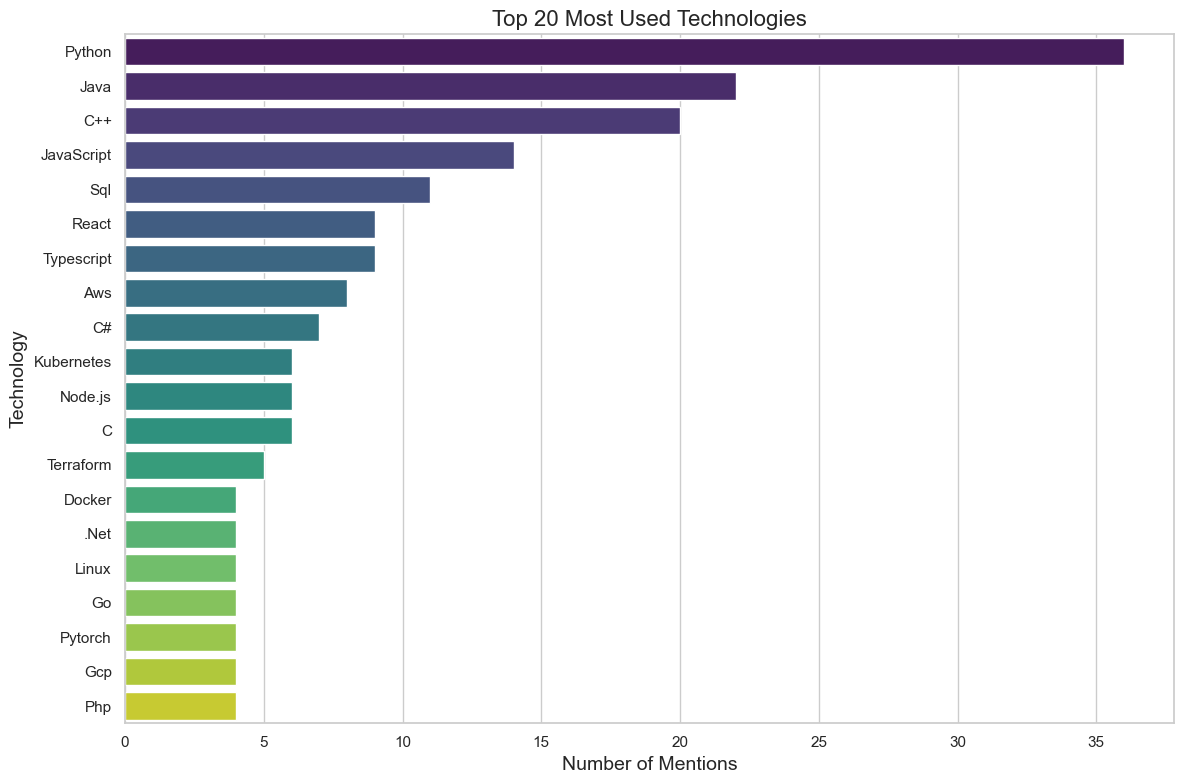 Top 20 Most Used Technologies
Technology
Python
Java
C++
JavaScript
Sql
React
Typescript
Aws
C#
Kubernetes
Node.js
C
Terraform
Docker
.Net
Linux
Go
Pytorch
Gcp
Php
0 5 10 15 20 25 30 35
Number of Mentions